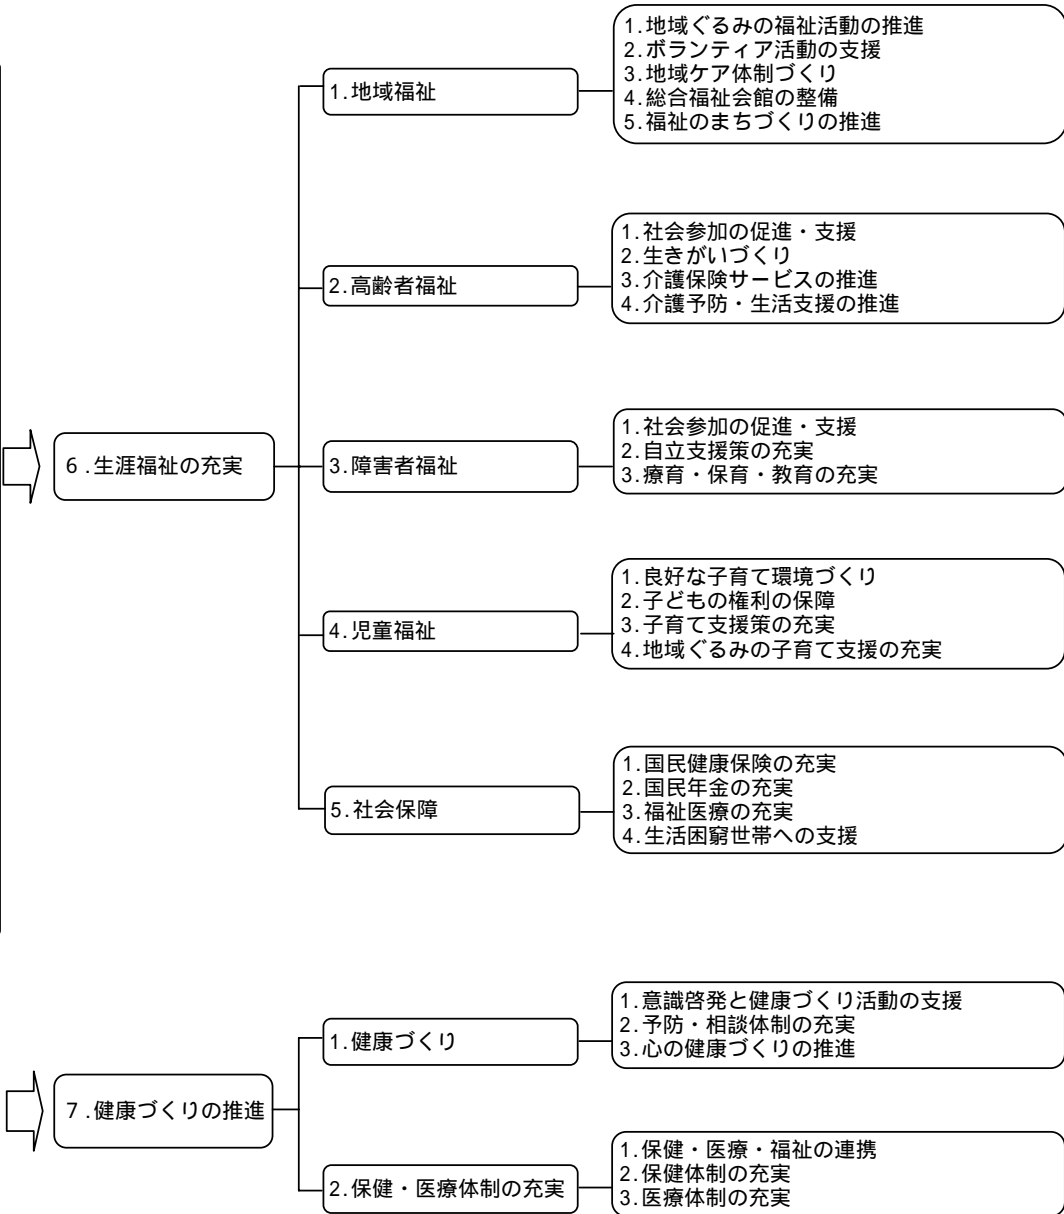 6.生涯福祉の充実
1.地域福祉
1.地域ぐるみの福祉活動の推進
2.ボランティア活動の支援
3.地域ケア体制づくり
4.総合福祉会館の整備
5.福祉のまちづくりの推進
2.高齢者福祉
1.社会参加の促進・支援
2.生きがいづくり
3.介護保険サービスの推進
4.介護予防・生活支援の推進
3.障害者福祉
1.社会参加の促進・支援
2.自立支援策の充実
3.療育・保育・教育の充実
4.児童福祉
1.良好な子育て環境づくり
2.子どもの権利の保障
3.子育て支援策の充実
4.地域ぐるみの子育て支援の充実
5.社会保障
1.国民健康保険の充実
2.国民年金の充実
3.福祉医療の充実
4.生活困窮世帯への支援
7.健康づくりの推進
1.健康づくり
1.意識啓発と健康づくり活動の支援
2.予防・相談体制の充実
3.心の健康づくりの推進
2.保健・医療体制の充実
1.保健・医療・福祉の連携
2.保健体制の充実
3.医療体制の充実